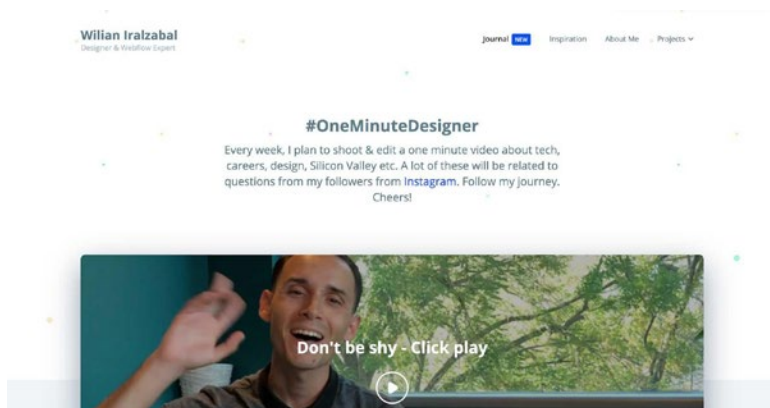 Wilian Iralzabal
Designer & Webflow Expert
Journal NEW Inspiration About Me Projects
#OneMinuteDesigner
Every week, I plan to shoot & edit a one minute video about tech,
careers, design, Silicon Valley etc. A lot of these will be related to
questions from my followers from Instagram. Follow my journey.
Cheers!
Don't be shy - Click play